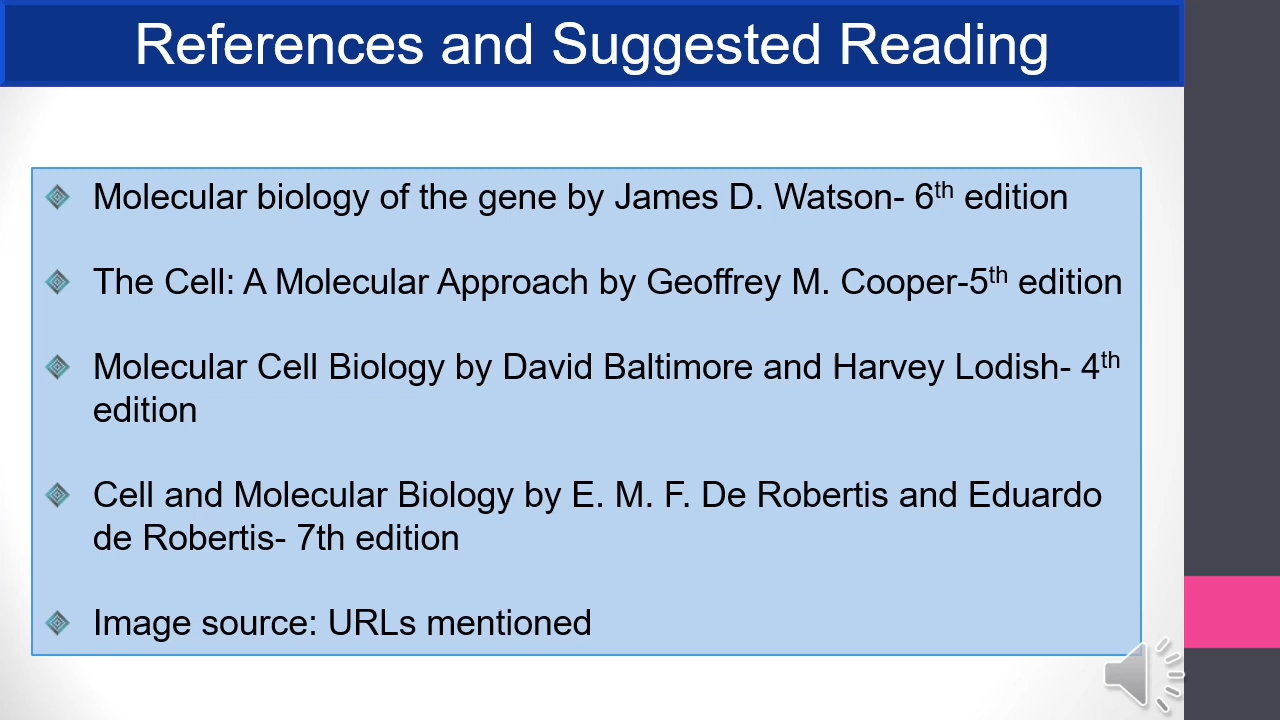 References and Suggested Reading
Molecular biology of the gene by James D. Watson- 6th edition
The Cell: A Molecular Approach by Geoffrey M. Cooper-5th edition
Molecular Cell Biology by David Baltimore and Harvey Lodish- 4th
edition
Cell and Molecular Biology by E. M. F. De Robertis and Eduardo
de Robertis- 7th edition
Image source: URLs mentioned